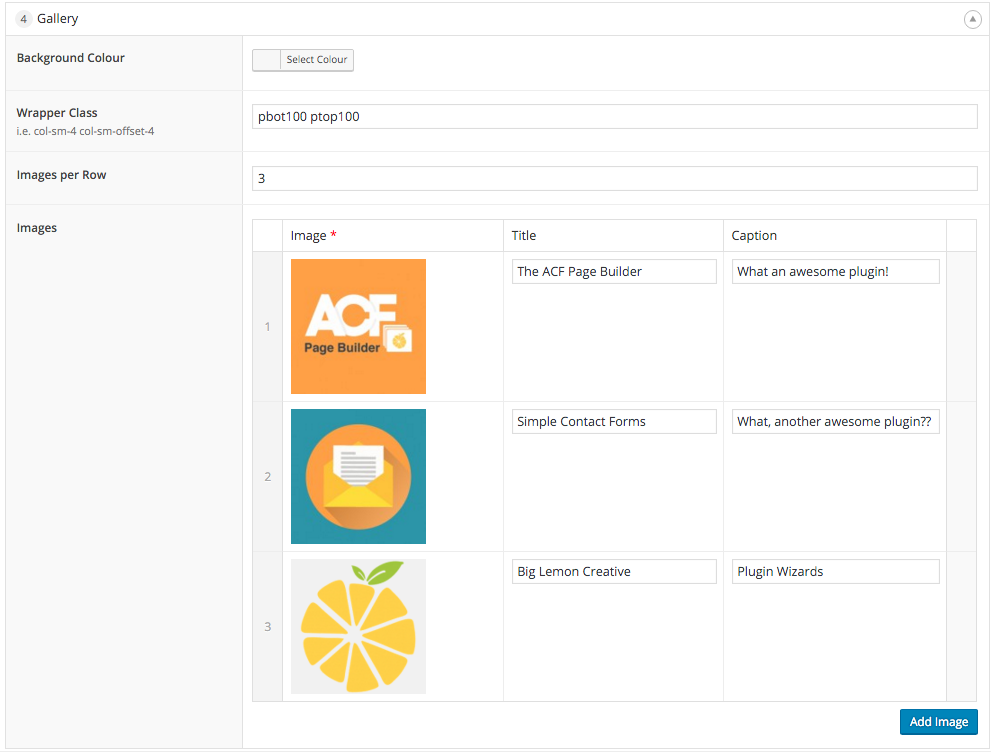 4 Gallery
Background Colour
Select Colour
Wrapper Class
i.e. col-sm-4 col-sm-offset-4
pbot100 ptop100
Images per Row
3
Images
Image * Title Caption
1
ACF
Page Builder
The ACF Page Builder
What an awesome plugin!
2
Simple Contact Forms
What, another awesome plugin??
3
Big Lemon Creative
Plugin Wizards
Add Image